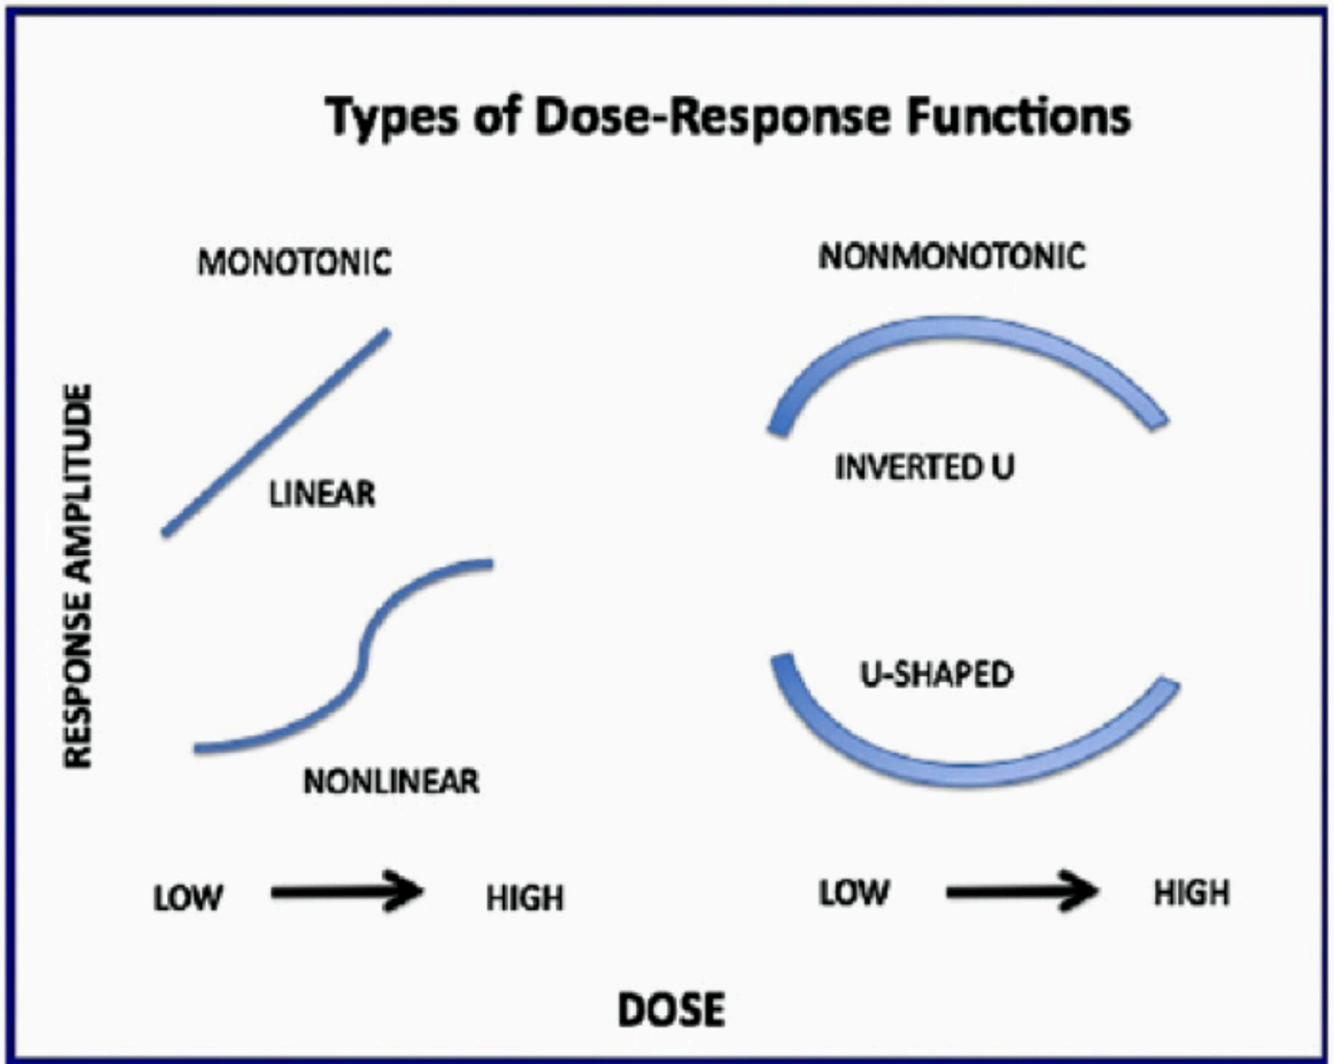 Types of Dose-Response Functions
MONOTONIC
NONMONOTONIC
RESPONSE AMPLITUDE
LINEAR
INVERTED U
NONLINEAR
U-SHAPED
LOW
HIGH
LOW
HIGH
DOSE